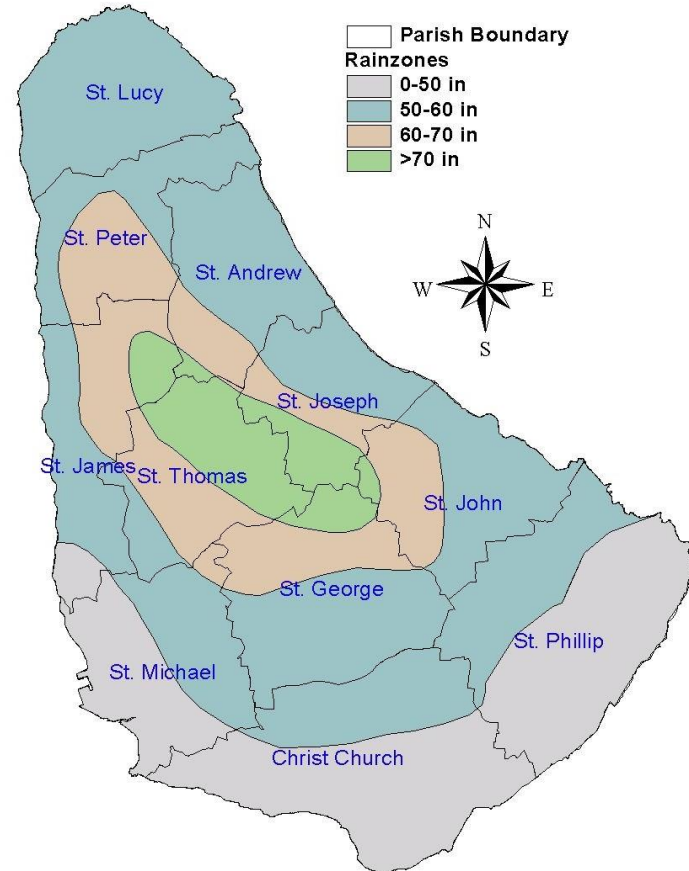 Parish Boundary
Rainzones
0-50 in
50-60 in
60-70 in
>70 in
N
W
E
S
St. Lucy
St. Peter
St. Andrew
St. Joseph
St. James
St. Thomas
St. John
St. George
St. Phillip
St. Michael
Christ Church